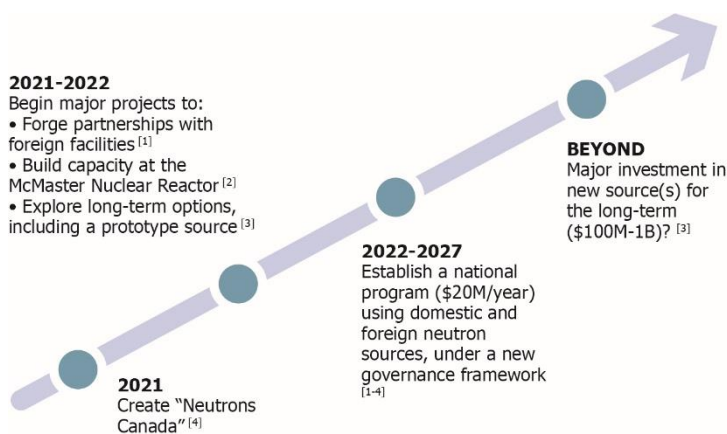 2021-2022
Begin major projects to:
• Forge partnerships with
foreign facilities [1]
• Build capacity at the
McMaster Nuclear Reactor [2]
• Explore long-term options,
including a prototype source [3]
BEYOND
Major investment in
new source(s) for
the long-term
($100M-1B)? [3]
2022-2027
Establish a national
program ($20M/year)
using domestic and
foreign neutron
sources, under a new
governance framework
[1-4]
2021
Create “Neutrons
Canada” [4]